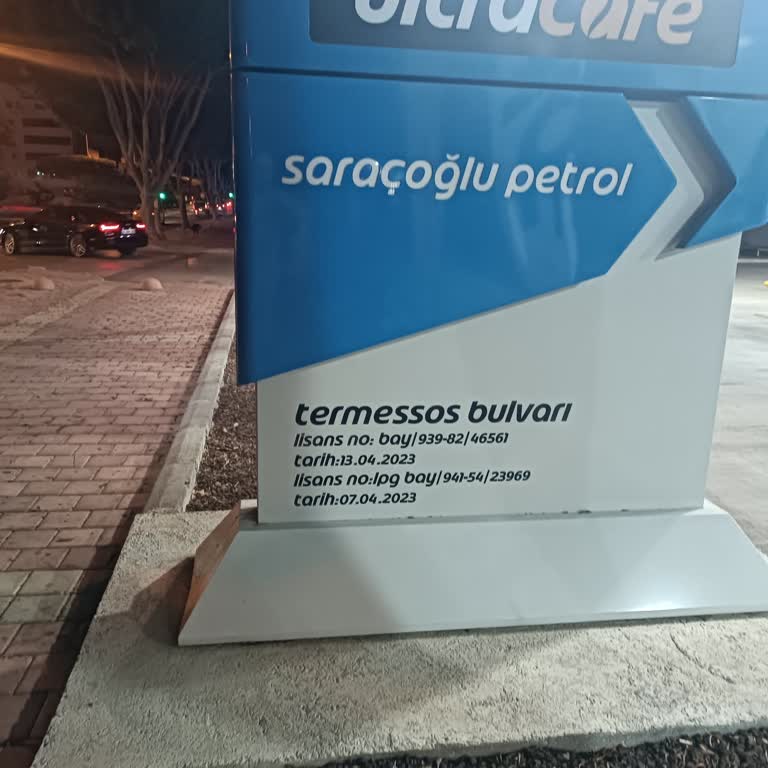 ultracafe
saraçoğlu petrol
termessos bulvarı
lisans no: bay/939-82/46561
tarih:13.04.2023
lisans no:lpg bay/941-54/23969
tarih:07.04.2023